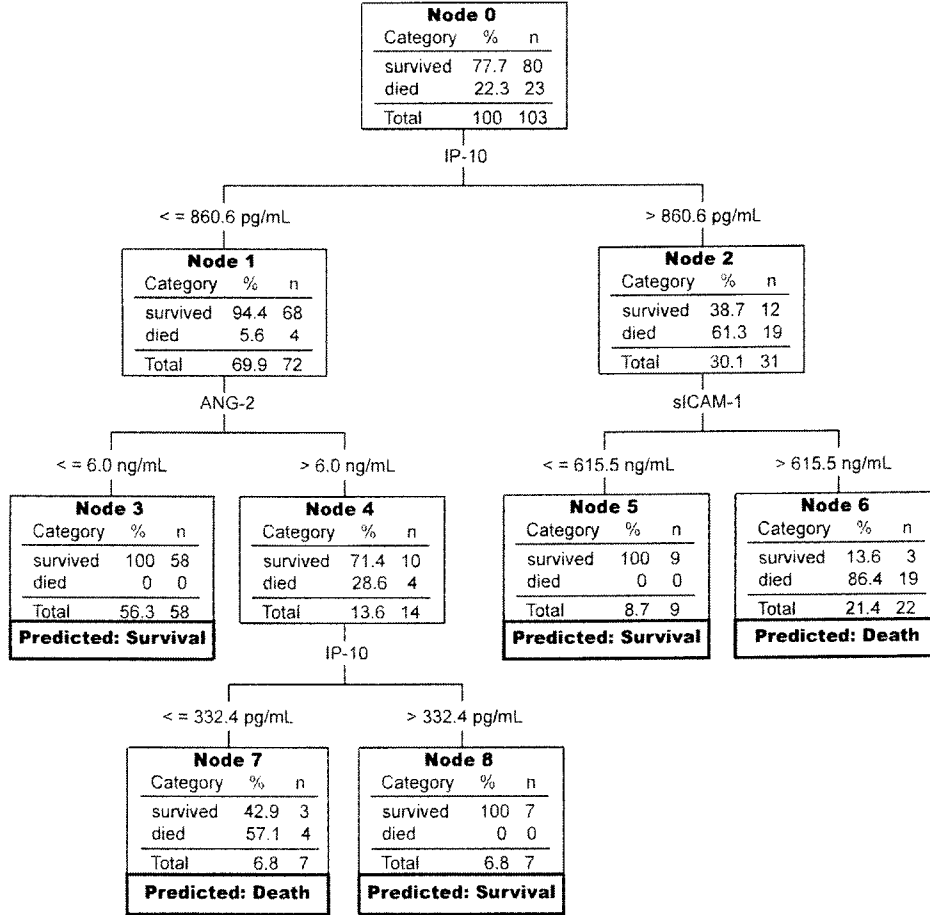 Node 0
Category % n
survived 77.7 80
died 22.3 23
Total 100 103
IP-10
< = 860.6 pg/mL
> 860.6 pg/mL
Node 1
Category % n
survived 94.4 68
died 5.6 4
Total 69.9 72
Node 2
Category % n
survived 38.7 12
died 61.3 19
Total 30.1 31
ANG-2
sICAM-1
< = 6.0 ng/mL
> 6.0 ng/mL
< = 615.5 ng/mL
> 615.5 ng/mL
Node 3
Category % n
survived 100 58
died 0 0
Total 56.3 58
Predicted: Survival
Node 4
Category % n
survived 71.4 10
died 28.6 4
Total 13.6 14
Node 5
Category % n
survived 100 9
died 0 0
Total 8.7 9
Predicted: Survival
Node 6
Category % n
survived 13.6 3
died 86.4 19
Total 21.4 22
Predicted: Death
IP-10
< = 332.4 pg/mL
> 332.4 pg/mL
Node 7
Category % n
survived 42.9 3
died 57.1 4
Total 6.8 7
Predicted: Death
Node 8
Category % n
survived 100 7
died 0 0
Total 6.8 7
Predicted: Survival